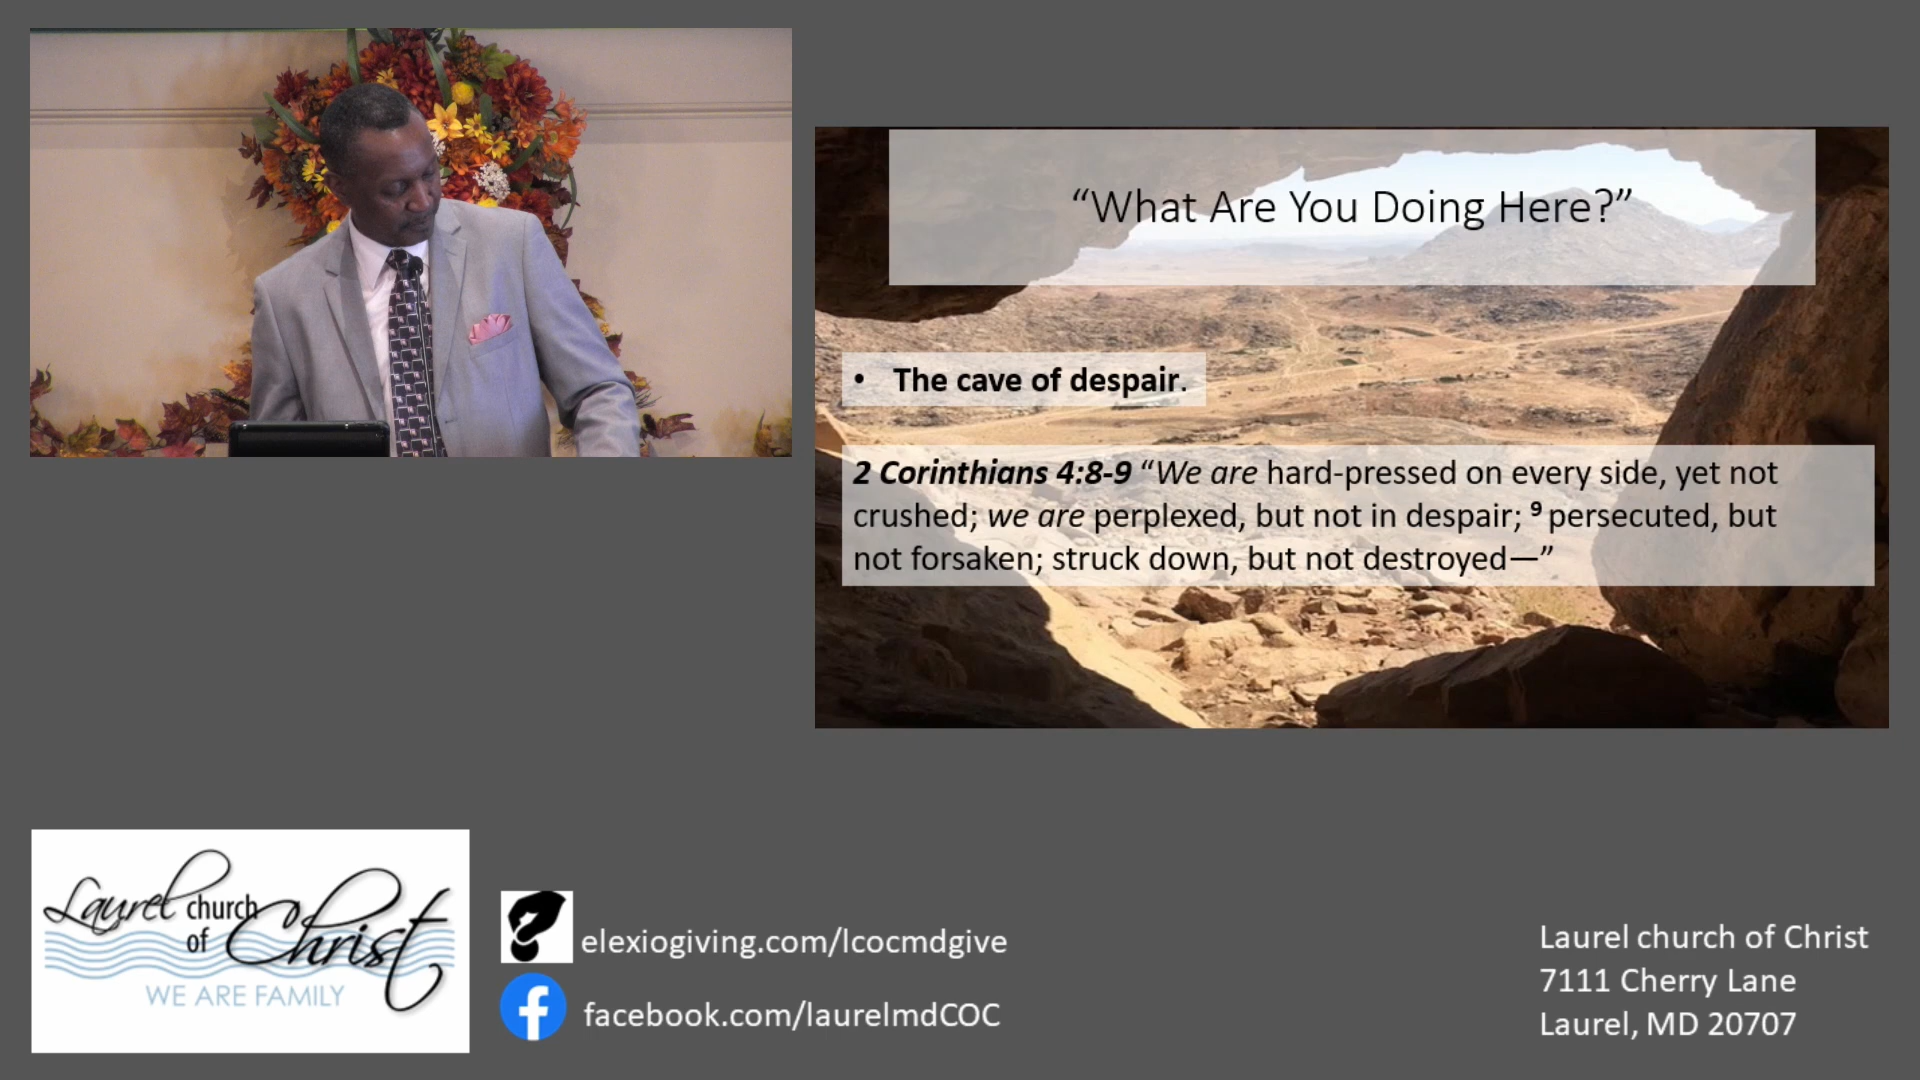 “What Are You Doing Here?”
• The cave of despair.
2 Corinthians 4:8-9 “We are hard-pressed on every side, yet not
crushed; we are perplexed, but not in despair; ⁹ persecuted, but
not forsaken; struck down, but not destroyed—”
Laurel church
of Christ
WE ARE FAMILY
elexiogiving.com/lcocmdgive
facebook.com/laurelmdCOC
Laurel church of Christ
7111 Cherry Lane
Laurel, MD 20707